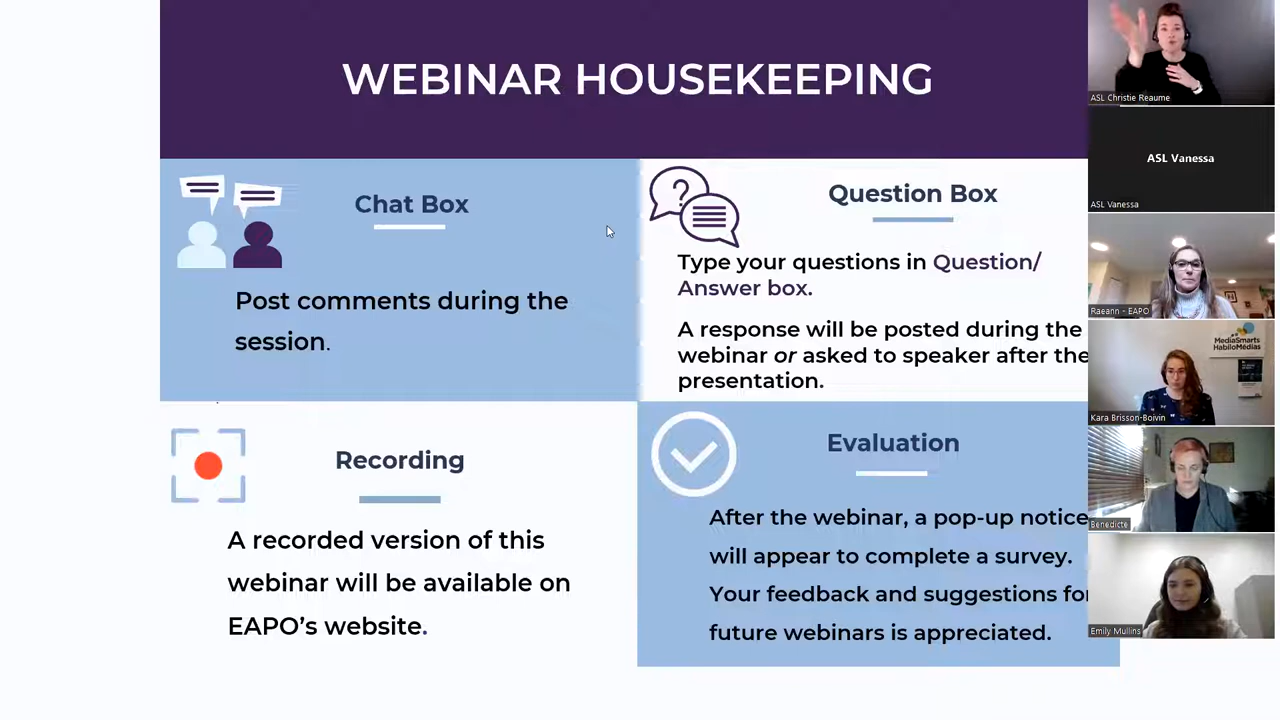 WEBINAR HOUSEKEEPING
Chat Box
Post comments during the
session.
Question Box
?
Type your questions in Question/
Answer box.
A response will be posted during the
webinar or asked to speaker after the
presentation.
Recording
A recorded version of this
webinar will be available on
EAPO’s website.
Evaluation
After the webinar, a pop-up notice
will appear to complete a survey.
Your feedback and suggestions for
future webinars is appreciated.
ASL Christie Reaume
ASL Vanessa
ASL Vanessa
Raeann - EAPO
MediaSmarts
HabiloMédias
Kara Brisson-Boivin
Benedicte
Emily Mullins